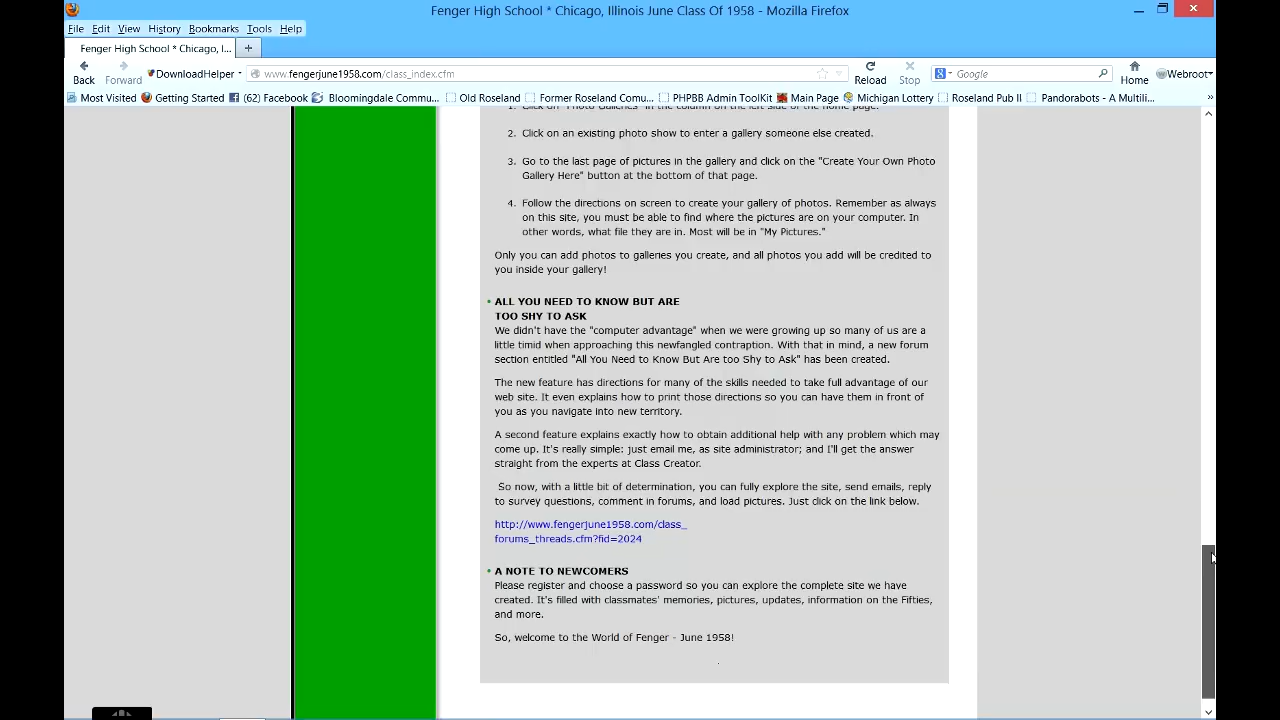 Fenger High School * Chicago, Illinois June Class Of 1958 - Mozilla Firefox
File Edit View History Bookmarks Tools Help
Fenger High School * Chicago, I... +
Back Forward DownloadHelper www.fengerjune1958.com/class_index.cfm Reload Stop Google Home Webroot
Most Visited Getting Started (62) Facebook Bloomingdale Commu... Old Roseland Former Roseland Comu... PHPBB Admin ToolKit Main Page Michigan Lottery Roseland Pub II Pandorabots - A Multili... »
1. Click on "Photo Galleries" in the column on the left side of the home page.
2. Click on an existing photo show to enter a gallery someone else created.
3. Go to the last page of pictures in the gallery and click on the "Create Your Own Photo
Gallery Here" button at the bottom of that page.
4. Follow the directions on screen to create your gallery of photos. Remember as always
on this site, you must be able to find where the pictures are on your computer. In
other words, what file they are in. Most will be in "My Pictures."
Only you can add photos to galleries you create, and all photos you add will be credited to
you inside your gallery!
• ALL YOU NEED TO KNOW BUT ARE
TOO SHY TO ASK
We didn't have the "computer advantage" when we were growing up so many of us are a
little timid when approaching this newfangled contraption. With that in mind, a new forum
section entitled "All You Need to Know But Are too Shy to Ask" has been created.
The new feature has directions for many of the skills needed to take full advantage of our
web site. It even explains how to print those directions so you can have them in front of
you as you navigate into new territory.
A second feature explains exactly how to obtain additional help with any problem which may
come up. It's really simple: just email me, as site administrator; and I'll get the answer
straight from the experts at Class Creator.
So now, with a little bit of determination, you can fully explore the site, send emails, reply
to survey questions, comment in forums, and load pictures. Just click on the link below.
http://www.fengerjune1958.com/class_
forums_threads.cfm?fid=2024
• A NOTE TO NEWCOMERS
Please register and choose a password so you can explore the complete site we have
created. It's filled with classmates' memories, pictures, updates, information on the Fifties,
and more.
So, welcome to the World of Fenger - June 1958!
.